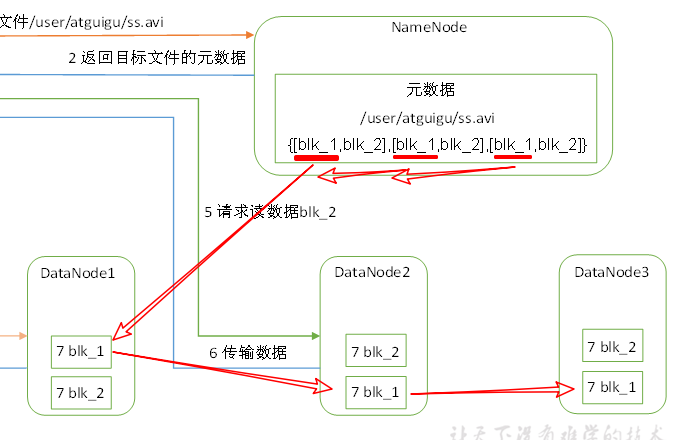 文件/user/atguigu/ss.avi
NameNode
2 返回目标文件的元数据
元数据
/user/atguigu/ss.avi
{[blk_1,blk_2],[blk_1,blk_2],[blk_1,blk_2]}
5 请求读数据blk_2
DataNode1
DataNode2
DataNode3
7 blk_1
7 blk_2
6 传输数据
7 blk_2
7 blk_1
7 blk_2
7 blk_1
让天下没有难学的技术